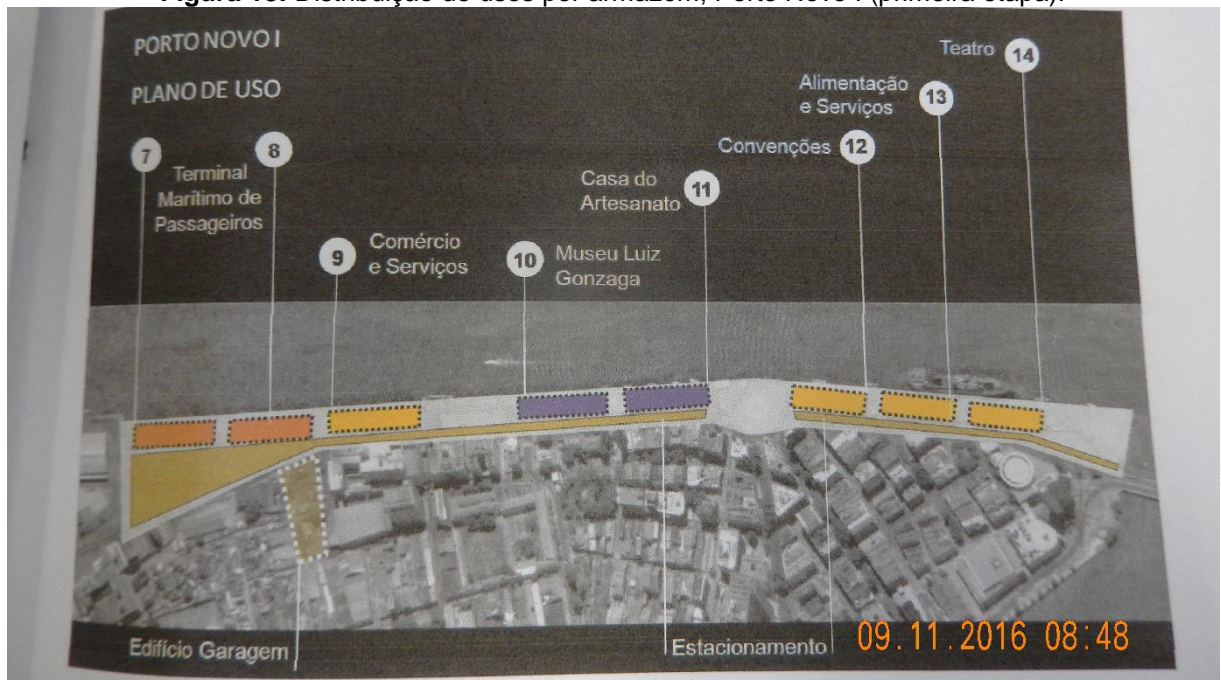 Figura 18: Distribuição de usos por armazém, Porto Novo I (primeira etapa).
PORTO NOVO I
PLANO DE USO
7
Terminal
Marítimo de
Passageiros
8
9
Comércio
e Serviços
10
Museu Luiz
Gonzaga
Casa do
Artesanato
11
Convenções 12
Alimentação
e Serviços
13
Teatro 14
Edifício Garagem
Estacionamento
09.11.2016 08:48